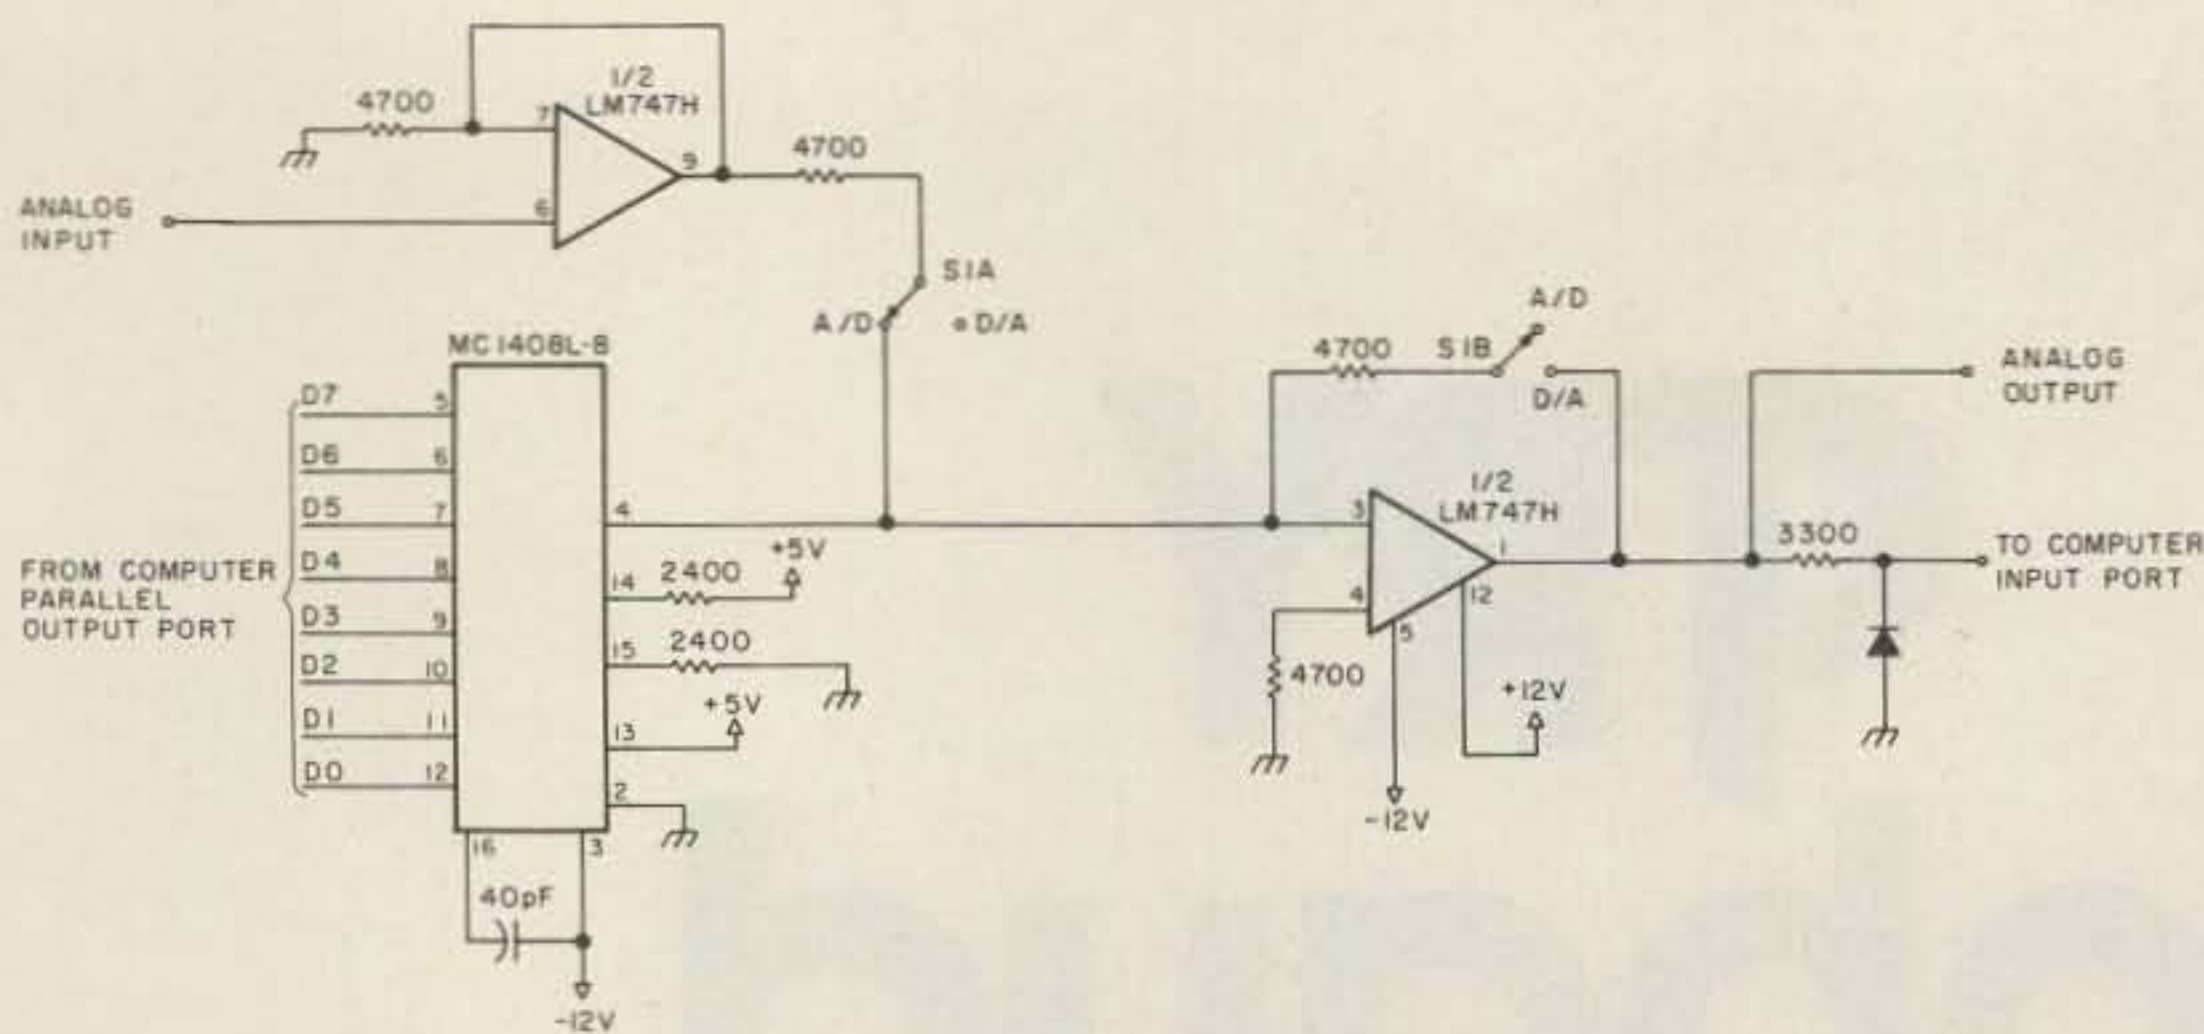 1/2
LM747H
4700
7
9
4700
6
ANALOG
INPUT
S1A
A/D
D/A
A/D
4700
S1B
D/A
ANALOG
OUTPUT
MC1408L-8
D7
5
D6
6
D5
7
4
D4
8
14
2400
+5V
D3
9
15
2400
D2
10
D1
11
13
+5V
D0
12
2
FROM COMPUTER
PARALLEL
OUTPUT PORT
16
3
40pF
-12V
1/2
LM747H
3
1
4
12
5
4700
+12V
-12V
3300
TO COMPUTER
INPUT PORT